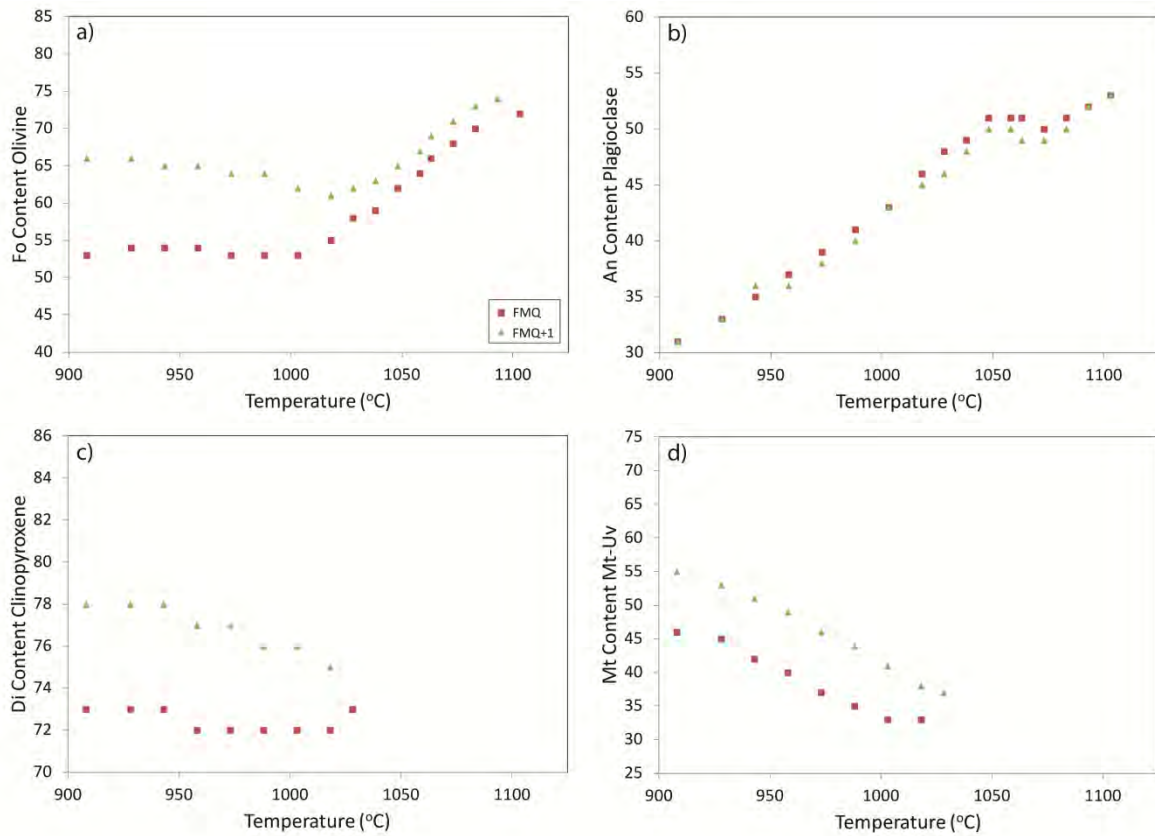 a)
85
80
75
70
65
60
55
50
45
40
Fo Content Olivine
900 950 1000 1050 1100
Temperature (°C)
FMQ
FMQ+1
b)
60
55
50
45
40
35
30
An Content Plagioclase
900 950 1000 1050 1100
Temerpature (°C)
c)
86
84
82
80
78
76
73
72
70
Di Content Clinopyroxene
900 950 1000 1050 1100
Temperature (°C)
d)
75
70
65
60
55
50
45
40
35
30
25
Mt Content Mt-Uv
900 950 1000 1050 1100
Temperature (°C)